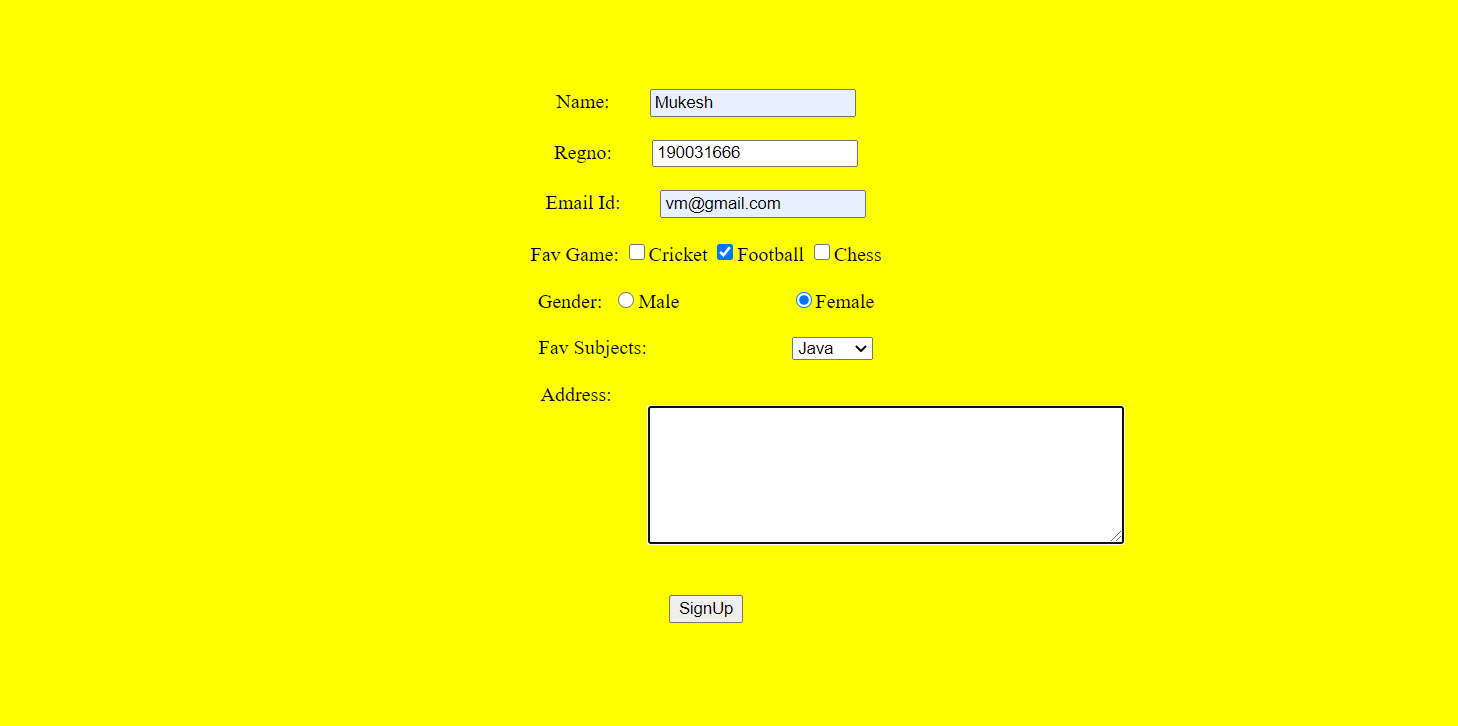 Name: Mukesh
Regno: 190031666
Email Id: vm@gmail.com
Fav Game: Cricket Football Chess
Gender: Male Female
Fav Subjects: Java
Address:
SignUp